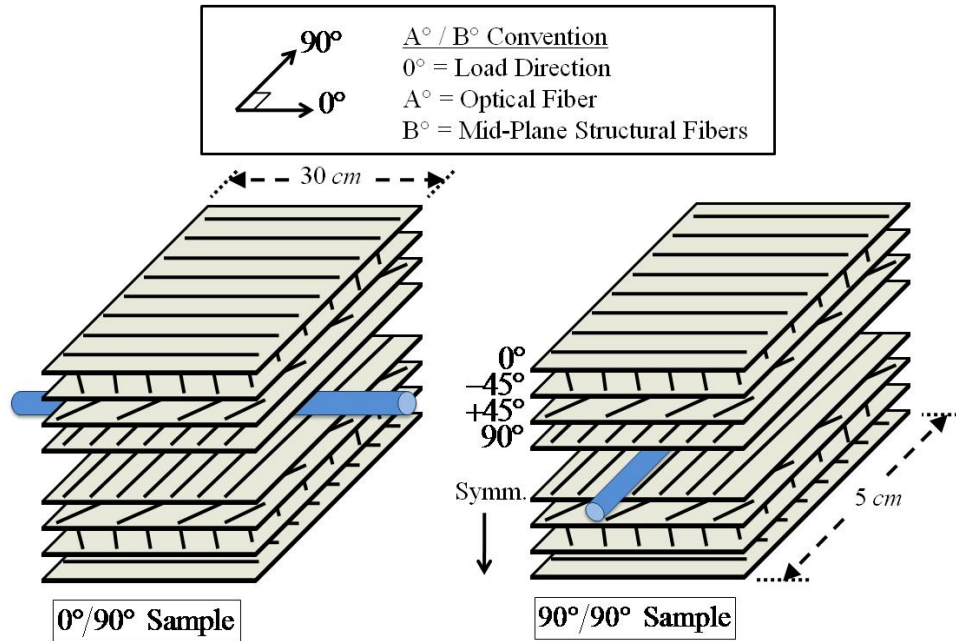 90°
0°
A° / B° Convention
0° = Load Direction
A° = Optical Fiber
B° = Mid-Plane Structural Fibers
30 cm
0°
−45°
+45°
90°
Symm.
5 cm
0°/90° Sample
90°/90° Sample